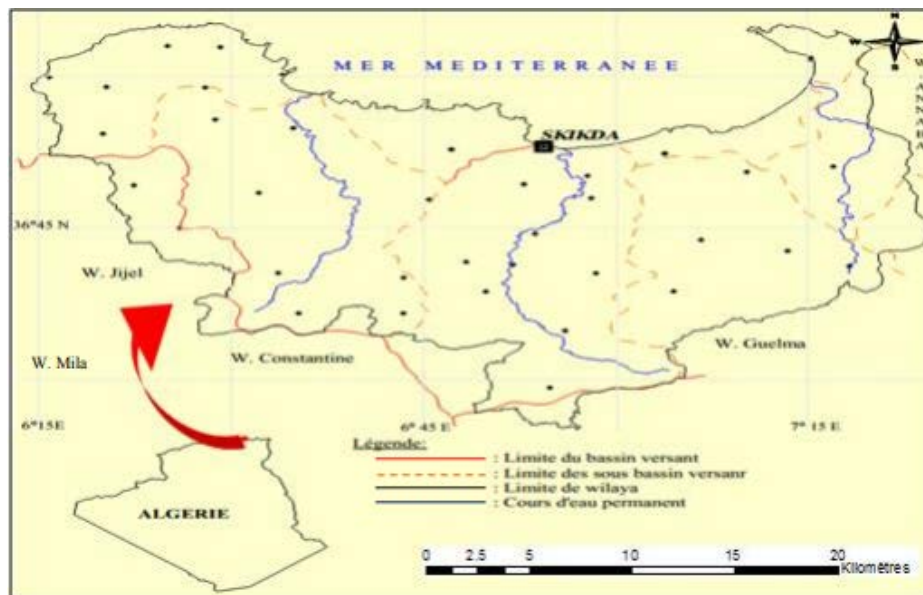 N
W E
S
MER MEDITERRANEE
W. ANNABA
SKIKDA
36°45 N
W. Jijel
W. Mila
W. Constantine
W. Guelma
6°15E
6° 45 E
7° 15 E
Légende:
: Limite du bassin versant
: Limite des sous bassin versanr
: Limite de wilaya
: Cours d'eau permanent
ALGERIE
0 2.5 5 10 15 20
Kilomètres